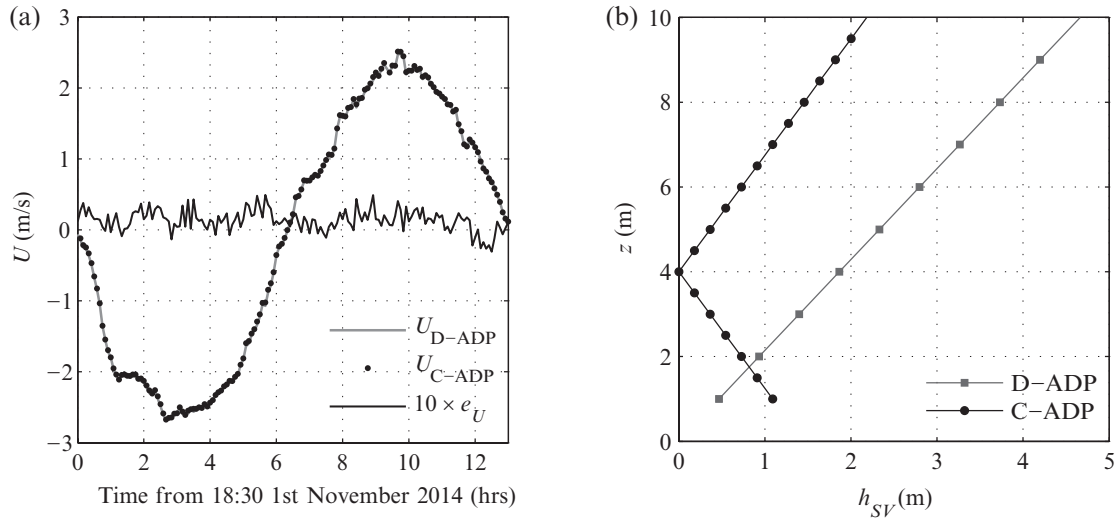 (a)
3
2
1
0
−1
−2
−3
U (m/s)
U_D−ADP
U_C−ADP
10 × e_U
0 2 4 6 8 10 12
Time from 18:30 1st November 2014 (hrs)
(b)
10
8
6
4
2
0
z (m)
D−ADP
C−ADP
0 1 2 3 4 5
h_SV (m)